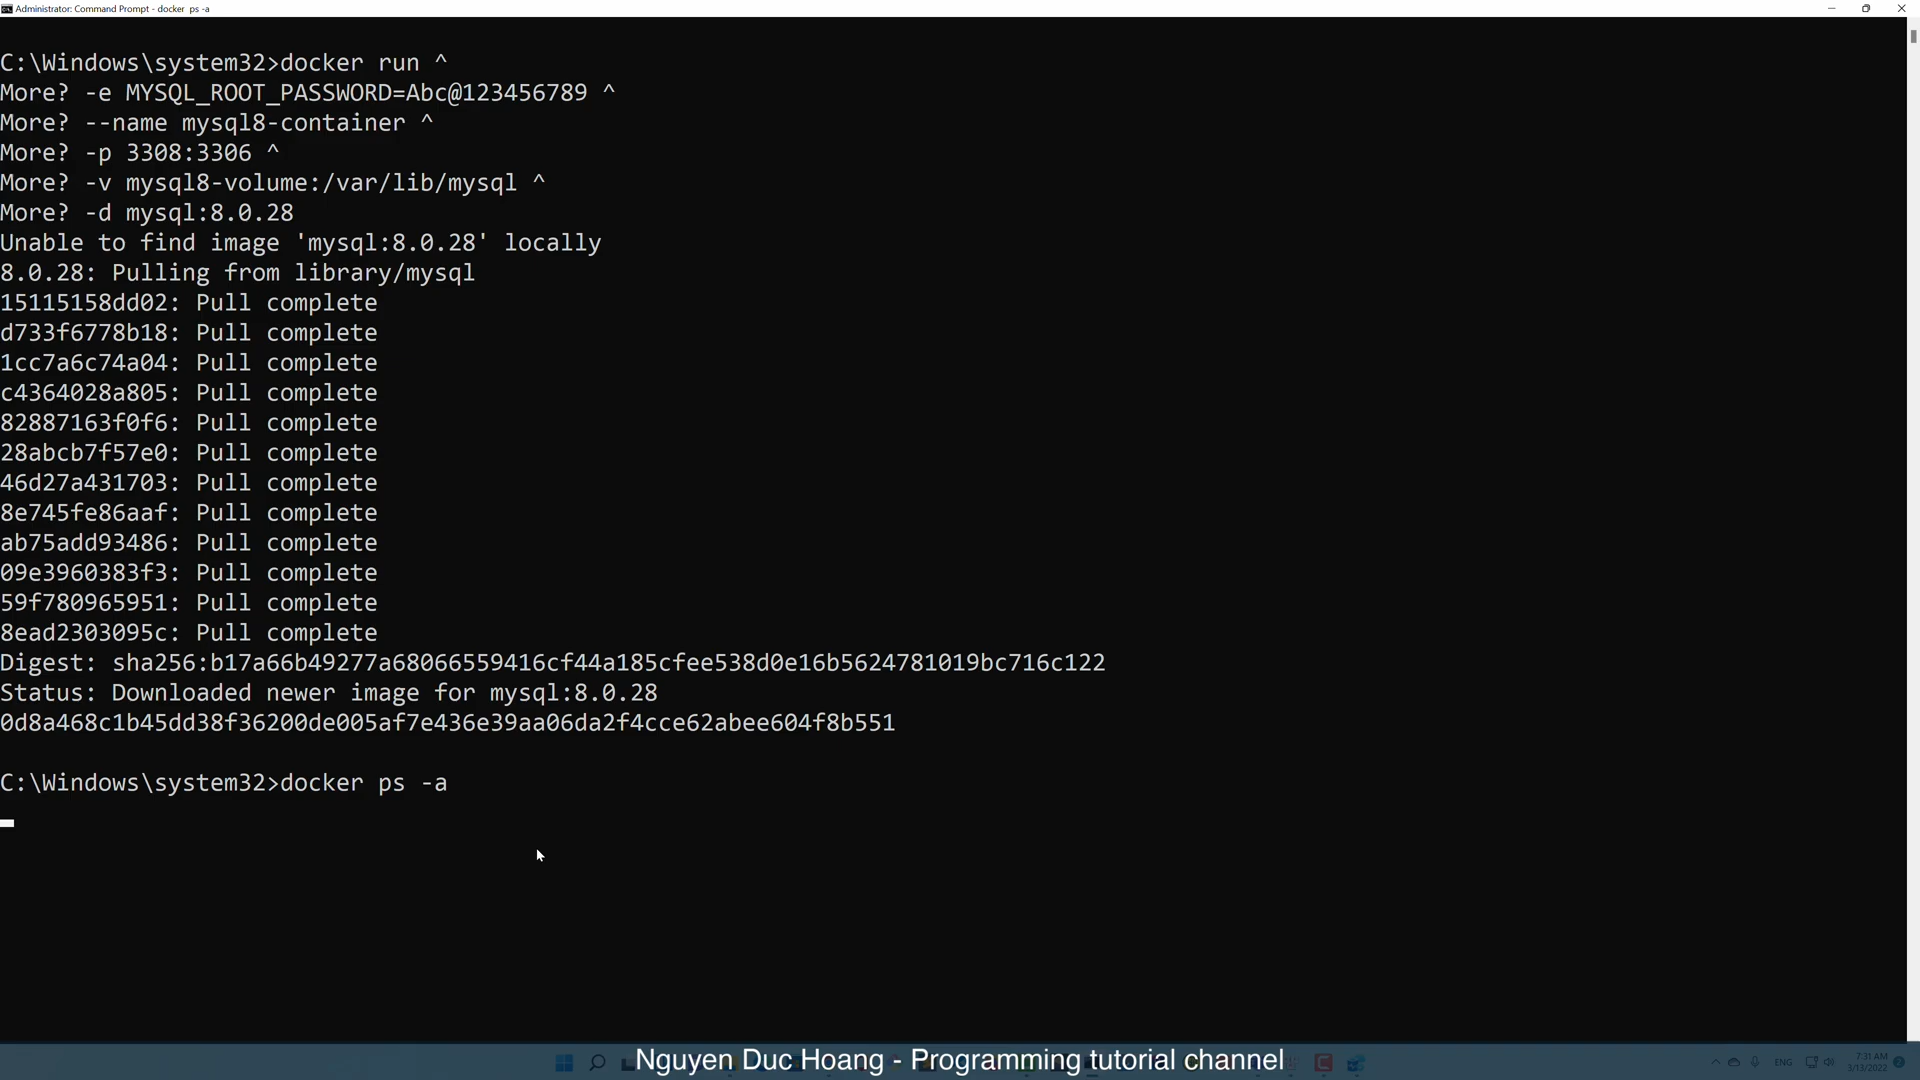 Administrator: Command Prompt - docker ps -a
C:\Windows\system32>docker run ^
More? -e MYSQL_ROOT_PASSWORD=Abc@123456789 ^
More? --name mysql8-container ^
More? -p 3308:3306 ^
More? -v mysql8-volume:/var/lib/mysql ^
More? -d mysql:8.0.28
Unable to find image 'mysql:8.0.28' locally
8.0.28: Pulling from library/mysql
15115158dd02: Pull complete
d733f6778b18: Pull complete
1cc7a6c74a04: Pull complete
c4364028a805: Pull complete
82887163f0f6: Pull complete
28abcb7f57e0: Pull complete
46d27a431703: Pull complete
8e745fe86aaf: Pull complete
ab75add93486: Pull complete
09e3960383f3: Pull complete
59f780965951: Pull complete
8ead2303095c: Pull complete
Digest: sha256:b17a66b49277a68066559416cf44a185cfee538d0e16b5624781019bc716c122
Status: Downloaded newer image for mysql:8.0.28
0d8a468c1b45dd38f36200de005af7e436e39aa06da2f4cce62abee604f8b551
C:\Windows\system32>docker ps -a
Nguyen Duc Hoang - Programming tutorial channel
ENG
7:31 AM
3/13/2022
2